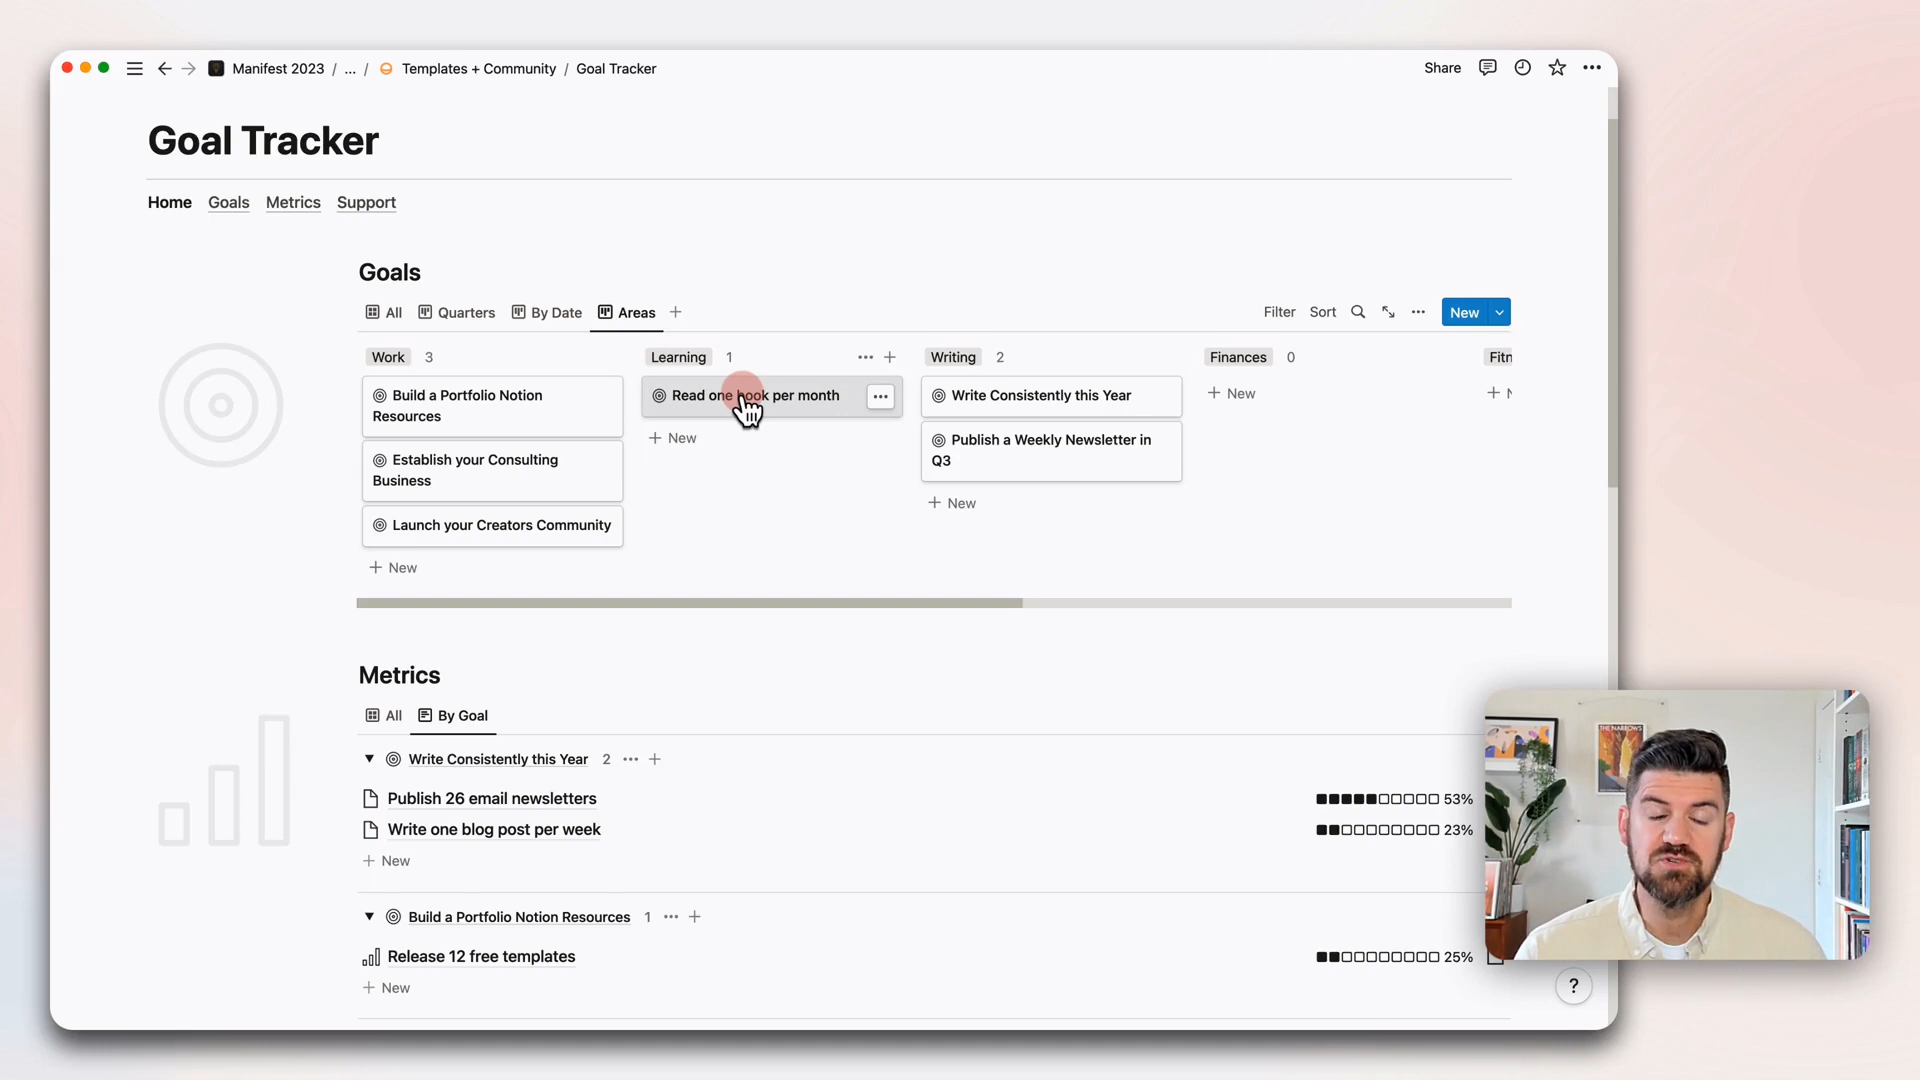 Manifest 2023 / ... / Templates + Community / Goal Tracker
Share
Goal Tracker
Home Goals Metrics Support
Goals
All Quarters By Date Areas
Filter Sort New
Work 3
Build a Portfolio Notion
Resources
Establish your Consulting
Business
Launch your Creators Community
+ New
Learning 1
Read one book per month
+ New
Writing 2
Write Consistently this Year
Publish a Weekly Newsletter in
Q3
+ New
Finances 0
+ New
Fitn
+ N
Metrics
All By Goal
Write Consistently this Year 2
Publish 26 email newsletters 53%
Write one blog post per week 23%
+ New
Build a Portfolio Notion Resources 1
Release 12 free templates 25%
+ New
THE NARROWS
?